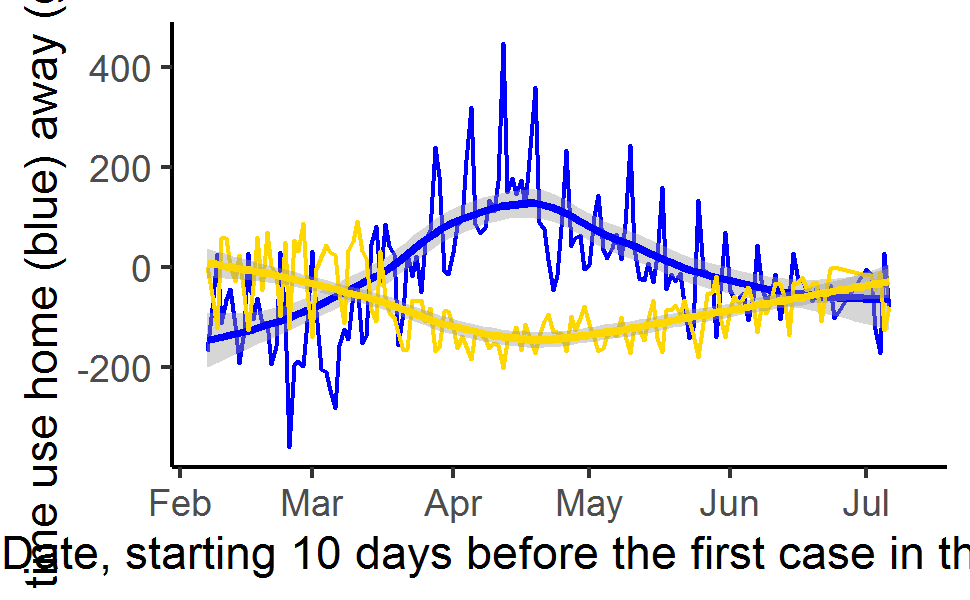 time use home (blue) away (g
400
200
0
-200
Feb Mar Apr May Jun Jul
Date, starting 10 days before the first case in th